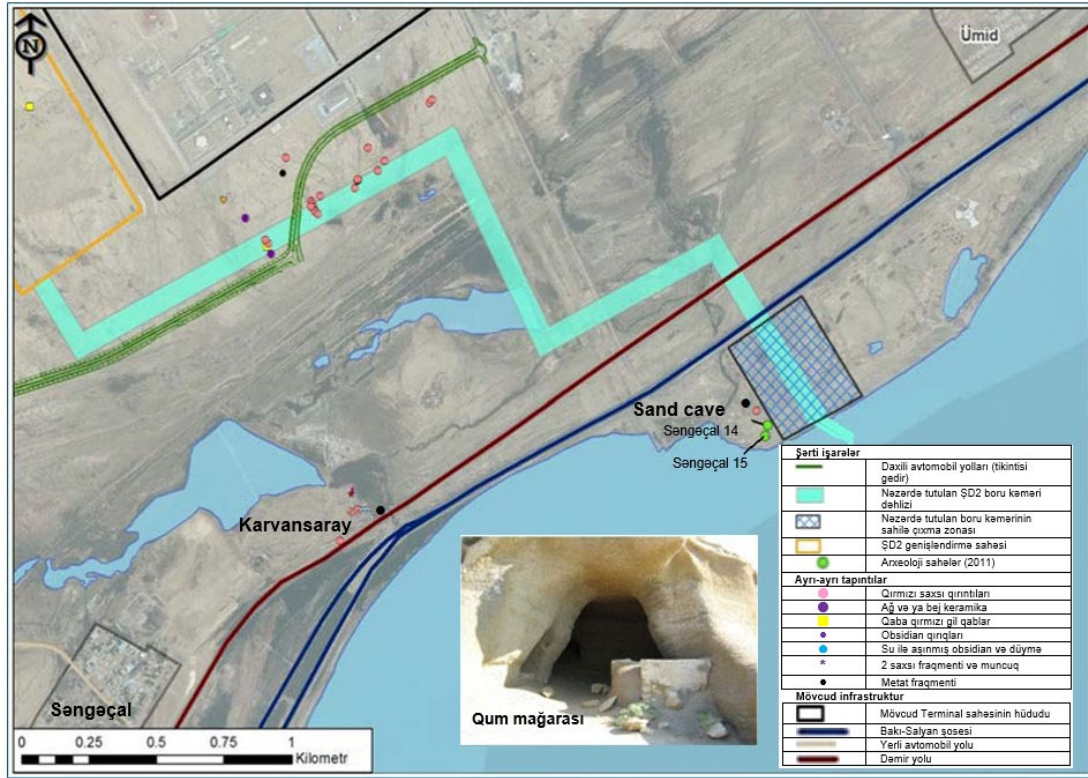 N
Ümid
Sand cave
Səngəçal 14
Səngəçal 15
Karvansaray
Səngəçal
Qum mağarası
0 0.25 0.5 0.75 1
Kilometr
Şərti işarələr
Daxili avtomobil yolları (tikintisi
gedir)
Nəzərdə tutulan ŞD2 boru kəməri
dəhlizi
Nəzərdə tutulan boru kəmərinin
sahilə çıxma zonası
ŞD2 genişləndirmə sahəsi
Arxeoloji sahələr (2011)
Ayrı-ayrı tapıntılar
Qırmızı saxsı qırıntıları
Ağ və ya bej keramika
Qaba qırmızı gil qablar
Obsidian qırıqları
Su ilə aşınmış obsidian və düymə
2 saxsı fraqmenti və muncuq
Metat fraqmenti
Mövcud infrastruktur
Mövcud Terminal sahəsinin hüdudu
Bakı-Salyan şosesi
Yerli avtomobil yolu
Dəmir yolu